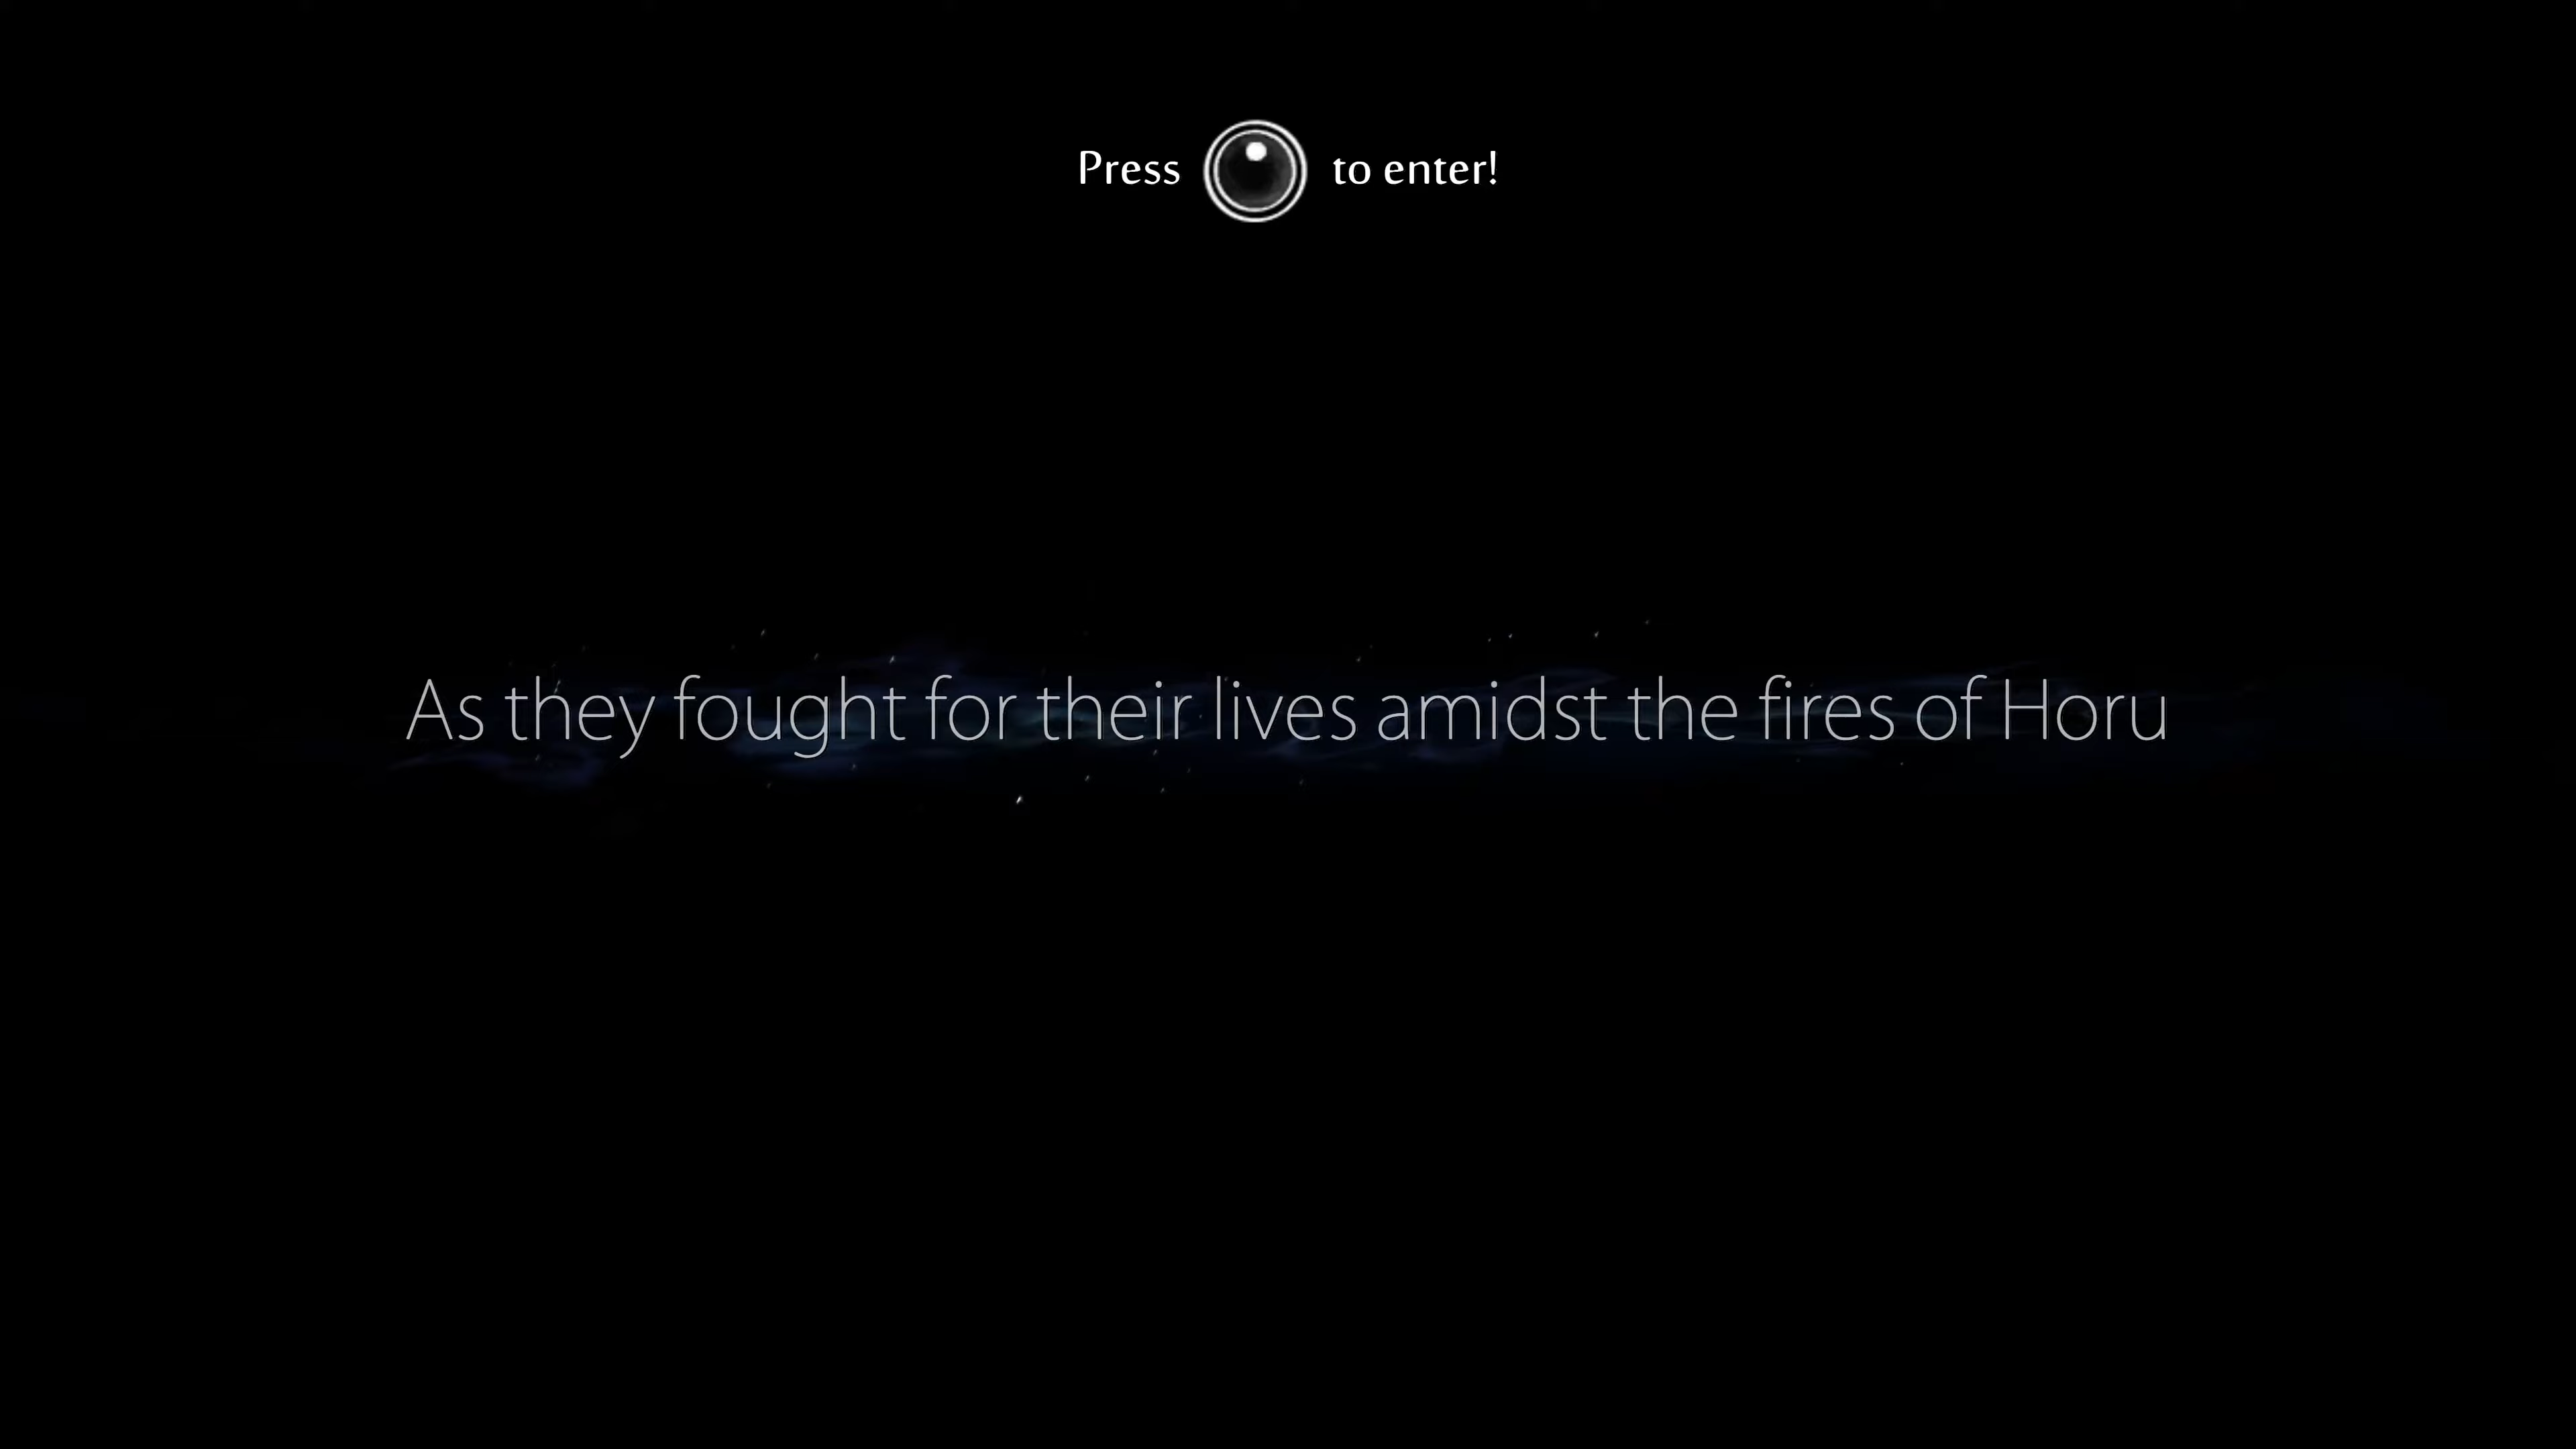 Press to enter!
As they fought for their lives amidst the fires of Horu